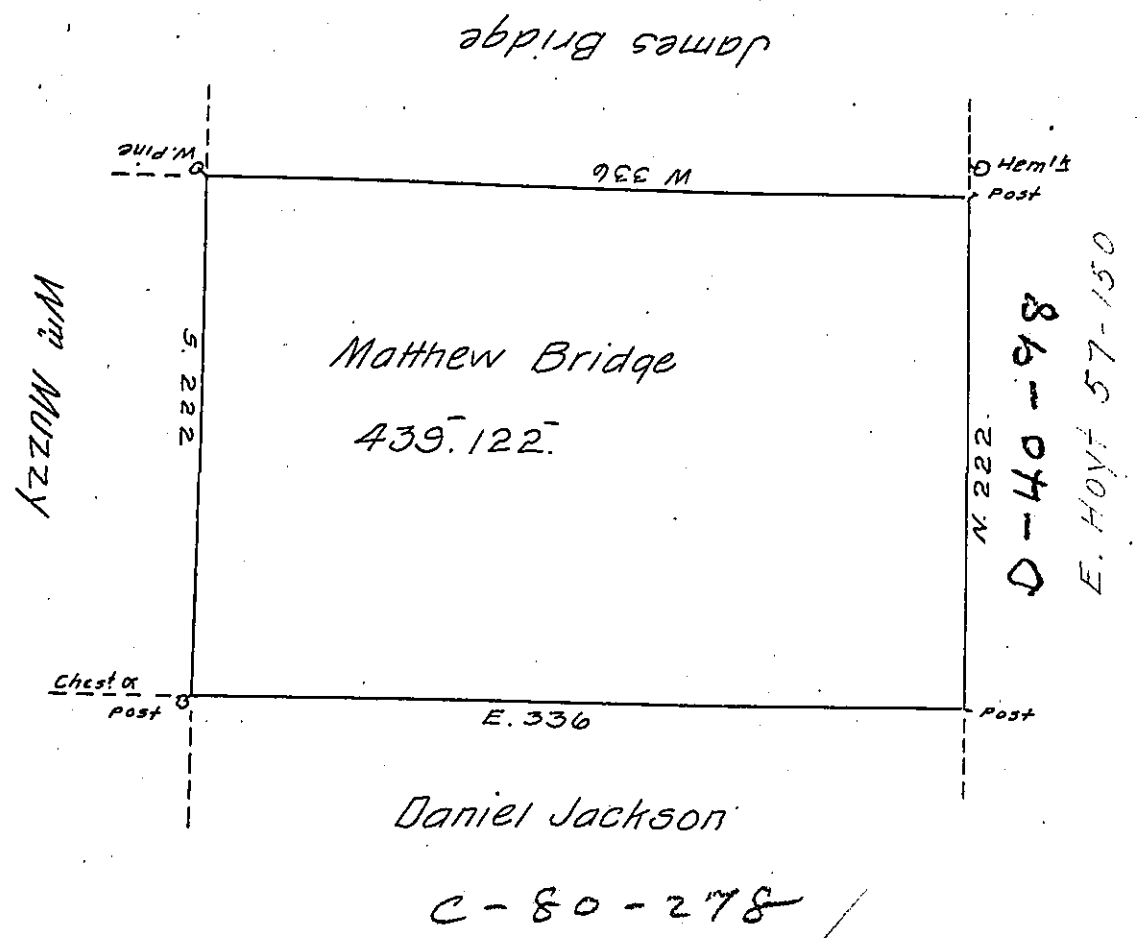 James Bridge
W. Pine
W 336
Heml'k
Post
Wm Muzzy
S. 222
Matthew Bridge
439.122.
N. 222.
D-40-98
E. Hoyt 57-150
Chest &
Post
E. 336
Post
Daniel Jackson
C-80-278